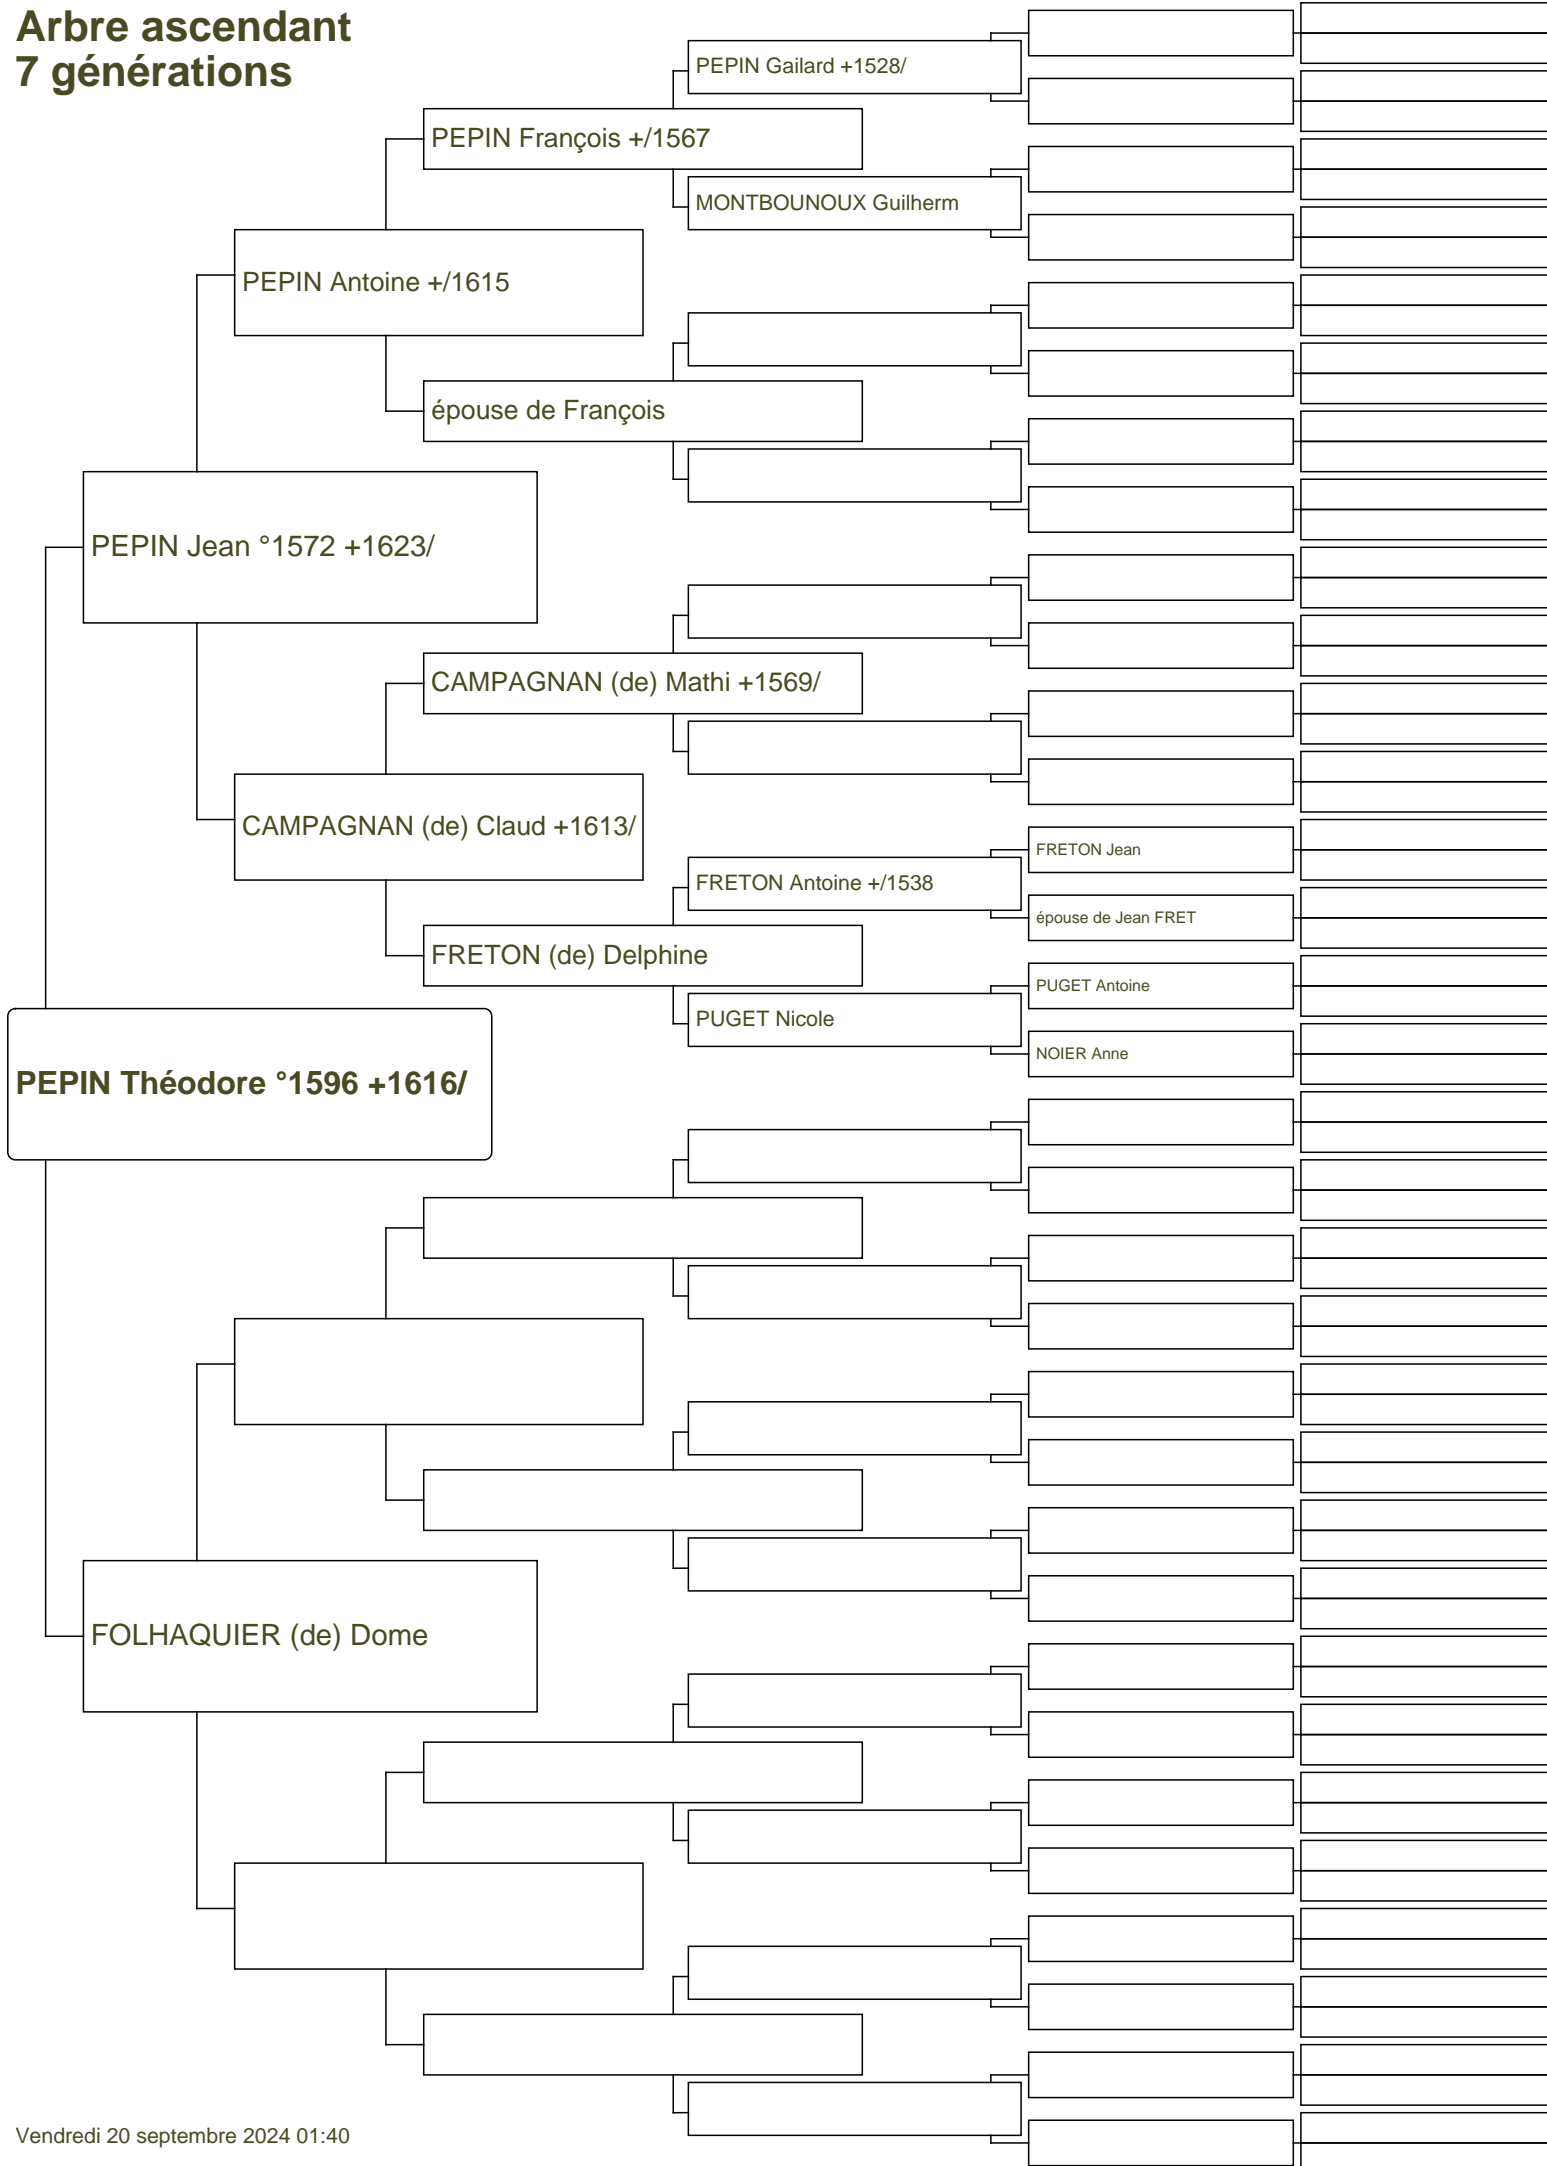 Arbre ascendant
7 générations
PEPIN Gailard +1528/
PEPIN François +/1567
MONTBOUNOUX Guilherm
PEPIN Antoine +/1615
épouse de François
PEPIN Jean °1572 +1623/
CAMPAGNAN (de) Mathi +1569/
CAMPAGNAN (de) Claud +1613/
FRETON Jean
FRETON Antoine +/1538
épouse de Jean FRET
FRETON (de) Delphine
PUGET Antoine
PUGET Nicole
NOIER Anne
PEPIN Théodore °1596 +1616/
FOLHAQUIER (de) Dome
Vendredi 20 septembre 2024 01:40